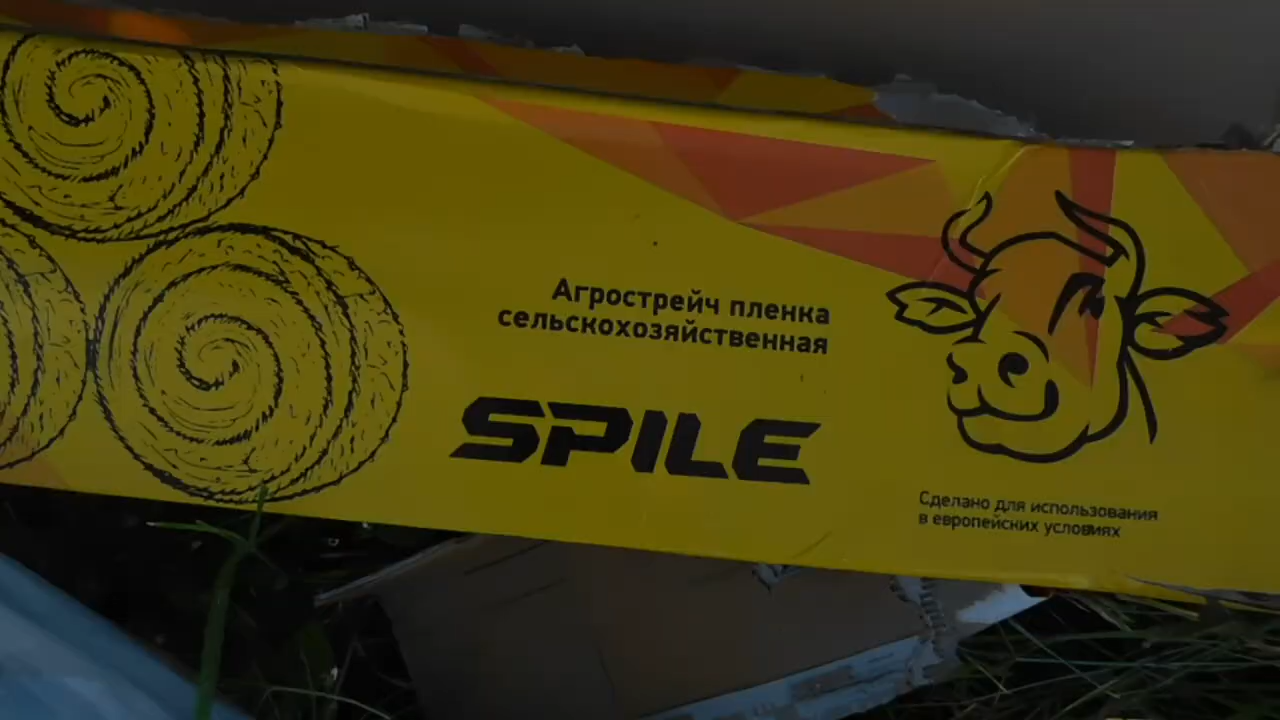 Агрострейч пленка
сельскохозяйственная
SPILE
Сделано для использования
в европейских условиях